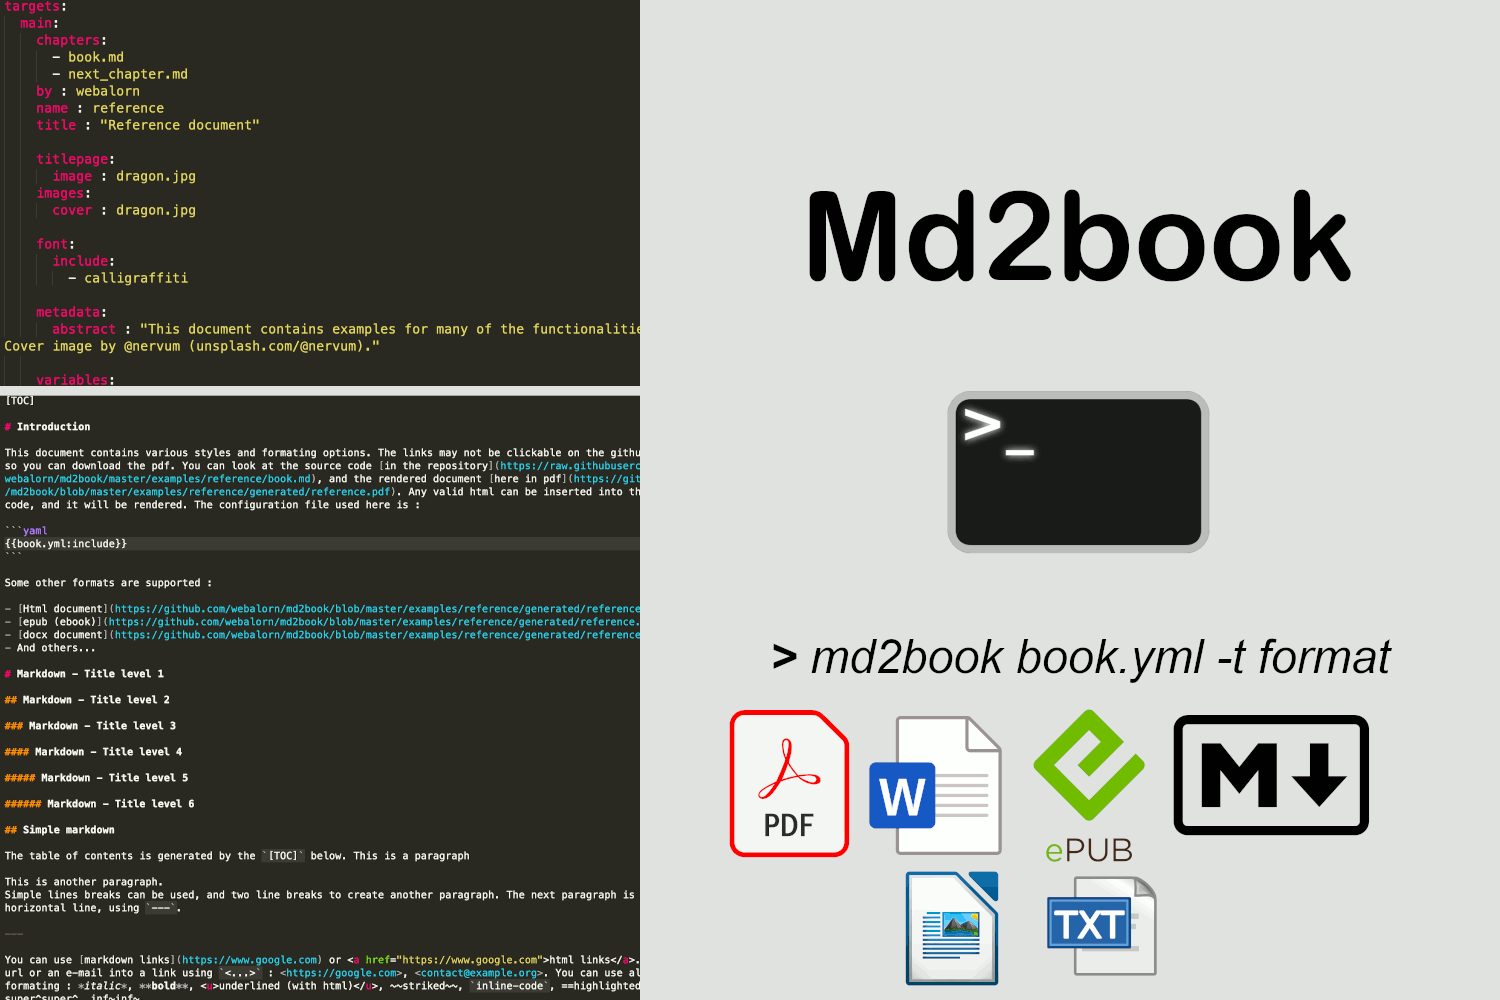 targets:
main:
chapters:
- book.md
- next_chapter.md
by : webalorn
name : reference
title : "Reference document"
titlepage:
image : dragon.jpg
images:
cover : dragon.jpg
font:
include:
- calligraffiti
metadata:
abstract : "This document contains examples for many of the functionalitie
Cover image by @nervum (unsplash.com/@nervum)."
variables:
[TOC]
# Introduction
This document contains various styles and formating options. The links may not be clickable on the githu
so you can download the pdf. You can look at the source code [in the repository](https://raw.githuberc
webalorn/md2book/master/examples/reference/book.md), and the rendered document [here in pdf](https://git
/md2book/blob/master/examples/reference/generated/reference.pdf). Any valid html can be inserted into th
code, and it will be rendered. The configuration file used here is :
```yaml
{{book.yml:include}}
```
Some other formats are supported :
- [Html document](https://github.com/webalorn/md2book/blob/master/examples/reference/generated/reference
- [epub (ebook)](https://github.com/webalorn/md2book/blob/master/examples/reference/generated/reference.
- [docx document](https://github.com/webalorn/md2book/blob/master/examples/reference/generated/reference
- And others...
# Markdown - Title level 1
## Markdown - Title level 2
### Markdown - Title level 3
#### Markdown - Title level 4
##### Markdown - Title level 5
###### Markdown - Title level 6
## Simple markdown
The table of contents is generated by the `[TOC]` below. This is a paragraph
This is another paragraph.
Simple lines breaks can be used, and two line breaks to create another paragraph. The next paragraph is
horizontal line, using `---`.
---
You can use [markdown links](https://www.google.com) or <a href="https://www.google.com">html links</a>.
url or an e-mail into a link using `<...>` : <https://google.com>, <contact@example.org>. You can use al
formating : *italic*, **bold**, <u>underlined (with html)</u>, ~~striked~~, `inline-code`, ==highlighted
super^super^, inf~inf~
Md2book
>_
> md2book book.yml -t format
PDF
W
ePUB
M
TXT